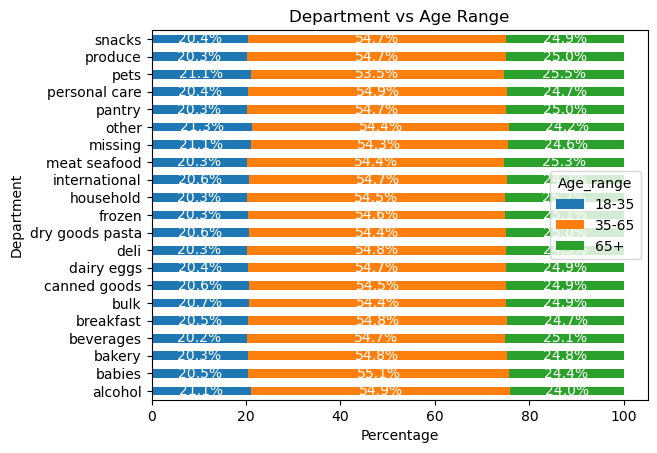 Department vs Age Range
snacks 20.4% 54.7% 24.9%
produce 20.3% 54.7% 25.0%
pets 21.1% 53.5% 25.5%
personal care 20.4% 54.9% 24.7%
pantry 20.3% 54.7% 25.0%
other 21.3% 54.4% 24.2%
missing 21.1% 54.3% 24.6%
meat seafood 20.3% 54.4% 25.3%
international 20.6% 54.7%
household 20.3% 54.5%
frozen 20.3% 54.6%
dry goods pasta 20.6% 54.4%
deli 20.3% 54.8%
dairy eggs 20.4% 54.7% 24.9%
canned goods 20.6% 54.5% 24.9%
bulk 20.7% 54.4% 24.9%
breakfast 20.5% 54.8% 24.7%
beverages 20.2% 54.7% 25.1%
bakery 20.3% 54.8% 24.8%
babies 20.5% 55.1% 24.4%
alcohol 21.1% 54.9% 24.0%
Age_range
18-35
35-65
65+
Department
0 20 40 60 80 100
Percentage